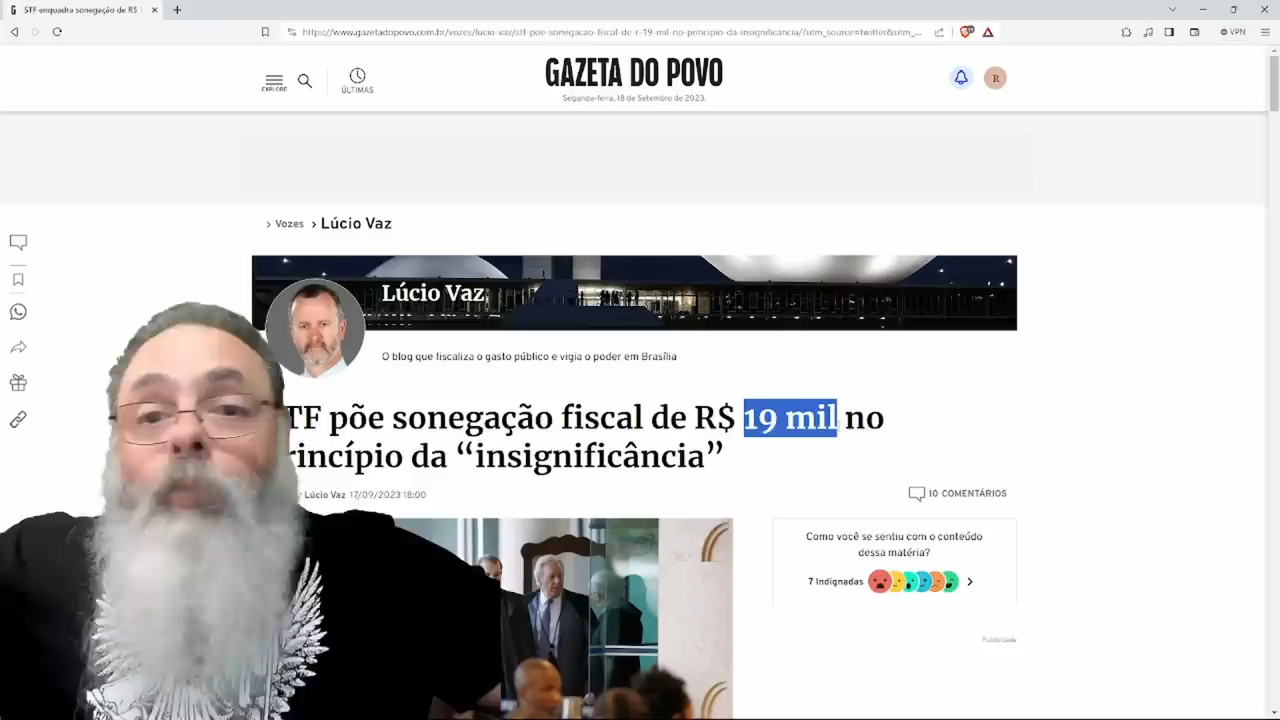 STF enquadra sonegação de R$ 1
https://www.gazetadopovo.com.br/vozes/lucio-vaz/stf-poe-sonegacao-fiscal-de-r-19-mil-no-principio-da-insignificancia/?utm_source=twitter&utm_...
VPN
EXPLORE
ÚLTIMAS
GAZETA DO POVO
Segunda-feira, 18 de Setembro de 2023.
R
> Vozes > Lúcio Vaz
Lúcio Vaz
O blog que fiscaliza o gasto público e vigia o poder em Brasília
TF põe sonegação fiscal de R$ 19 mil no
rincípio da “insignificância”
r Lúcio Vaz 17/09/2023 18:00
10 COMENTÁRIOS
Como você se sentiu com o conteúdo
dessa matéria?
7 Indignadas
Publicidade